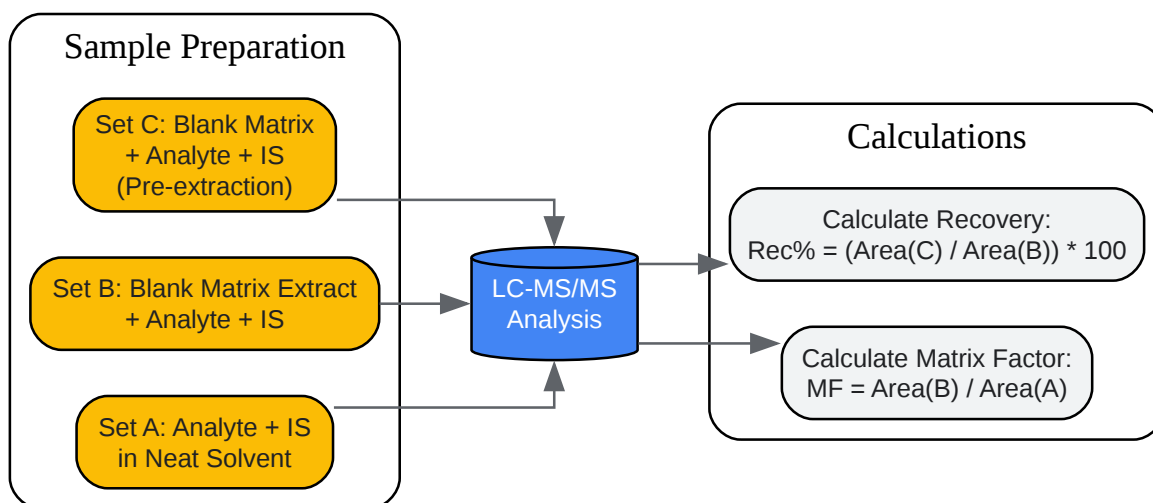 Sample Preparation
Set C: Blank Matrix
+ Analyte + IS
(Pre-extraction)
Set B: Blank Matrix Extract
+ Analyte + IS
Set A: Analyte + IS
in Neat Solvent
LC-MS/MS
Analysis
Calculations
Calculate Recovery:
Rec% = (Area(C) / Area(B)) * 100
Calculate Matrix Factor:
MF = Area(B) / Area(A)